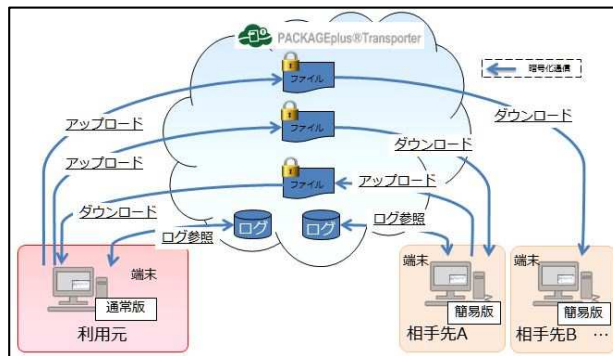 PACKAGEplus®Transporter
暗号化通信
ファイル
アップロード
ダウンロード
ファイル
アップロード
ダウンロード
ファイル
アップロード
ダウンロード
ログ参照
ログ
ログ
ログ参照
端末
通常版
利用元
端末
簡易版
相手先A
端末
簡易版
相手先B …